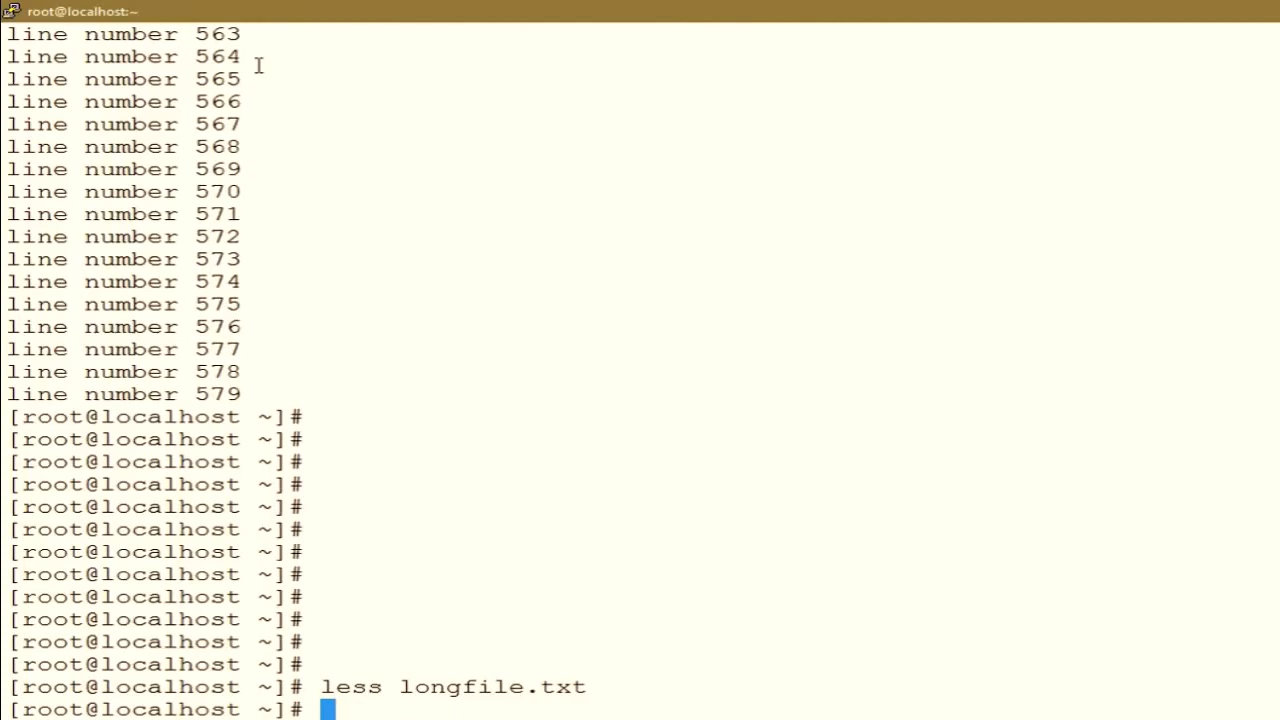 root@localhost:~
line number 563
line number 564
line number 565
line number 566
line number 567
line number 568
line number 569
line number 570
line number 571
line number 572
line number 573
line number 574
line number 575
line number 576
line number 577
line number 578
line number 579
[root@localhost ~]#
[root@localhost ~]#
[root@localhost ~]#
[root@localhost ~]#
[root@localhost ~]#
[root@localhost ~]#
[root@localhost ~]#
[root@localhost ~]#
[root@localhost ~]#
[root@localhost ~]#
[root@localhost ~]#
[root@localhost ~]#
[root@localhost ~]# less longfile.txt
[root@localhost ~]#